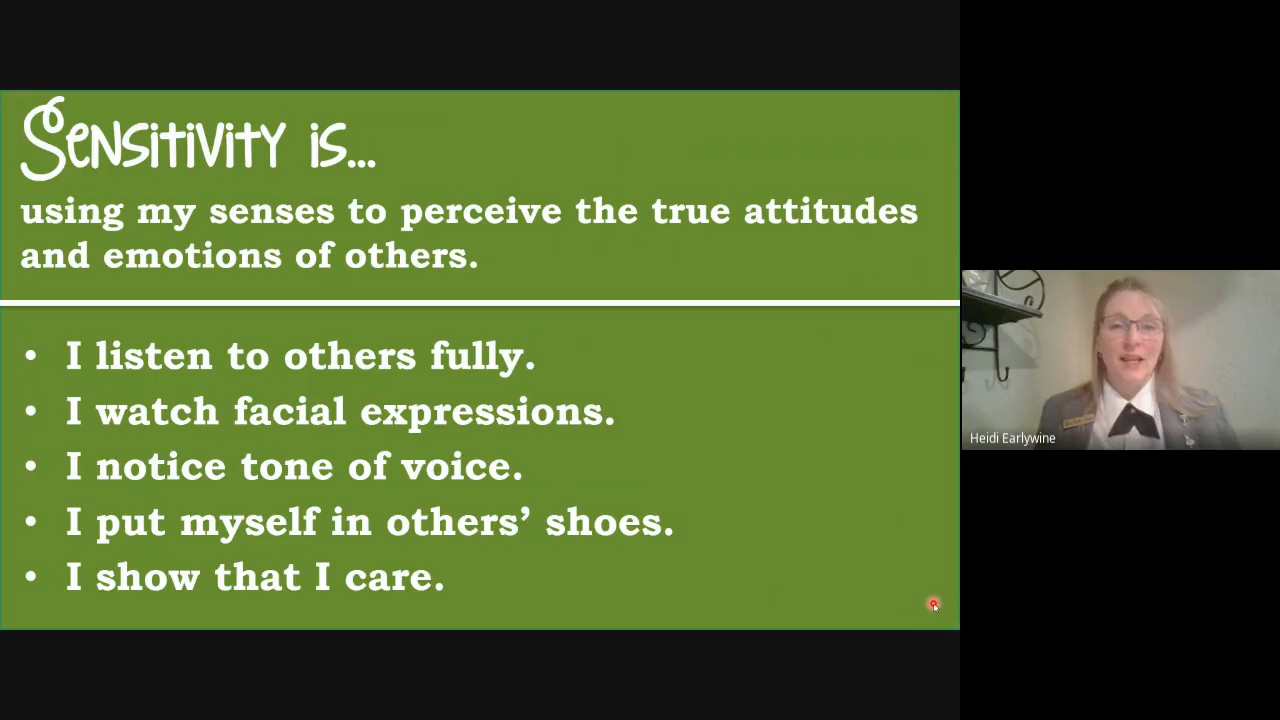 Sensitivity is...
using my senses to perceive the true attitudes
and emotions of others.
• I listen to others fully.
• I watch facial expressions.
• I notice tone of voice.
• I put myself in others’ shoes.
• I show that I care.
Heidi Earlywine